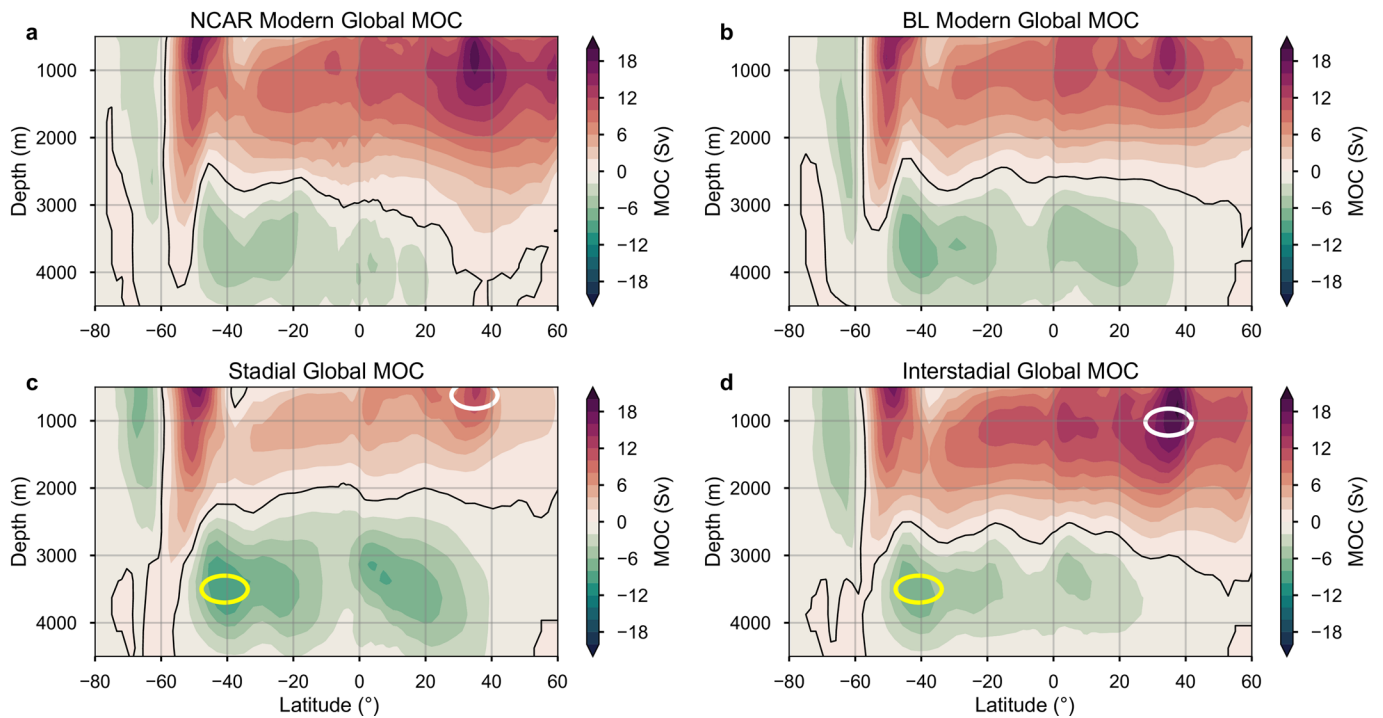 a NCAR Modern Global MOC
1000
2000
3000
4000
Depth (m)
−80 −60 −40 −20 0 20 40 60
18
12
6
0
−6
−12
−18
MOC (Sv)
b BL Modern Global MOC
1000
2000
3000
4000
Depth (m)
−80 −60 −40 −20 0 20 40 60
18
12
6
0
−6
−12
−18
MOC (Sv)
c Stadial Global MOC
1000
2000
3000
4000
Depth (m)
−80 −60 −40 −20 0 20 40 60
Latitude (°)
18
12
6
0
−6
−12
−18
MOC (Sv)
d Interstadial Global MOC
1000
2000
3000
4000
Depth (m)
−80 −60 −40 −20 0 20 40 60
Latitude (°)
18
12
6
0
−6
−12
−18
MOC (Sv)